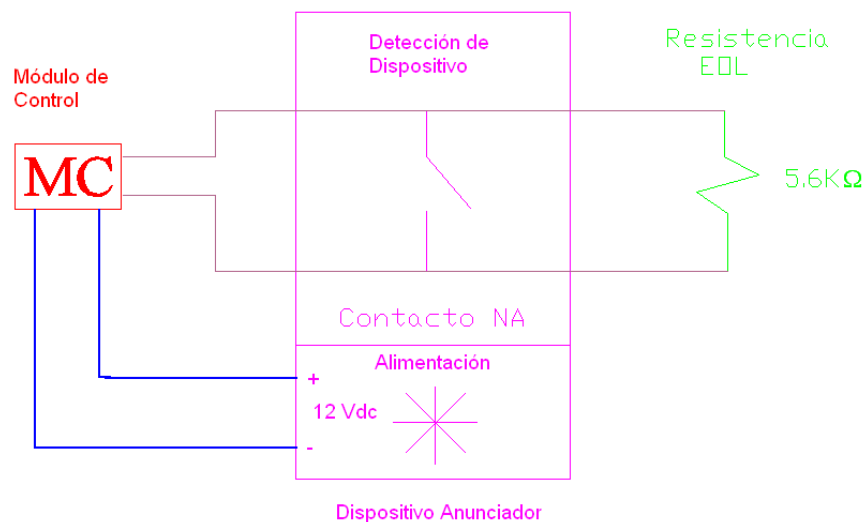 Detección de
Dispositivo
Resistencia
EOL
Módulo de
Control
MC
5.6KΩ
Contacto NA
Alimentación
+
12 Vdc
-
Dispositivo Anunciador